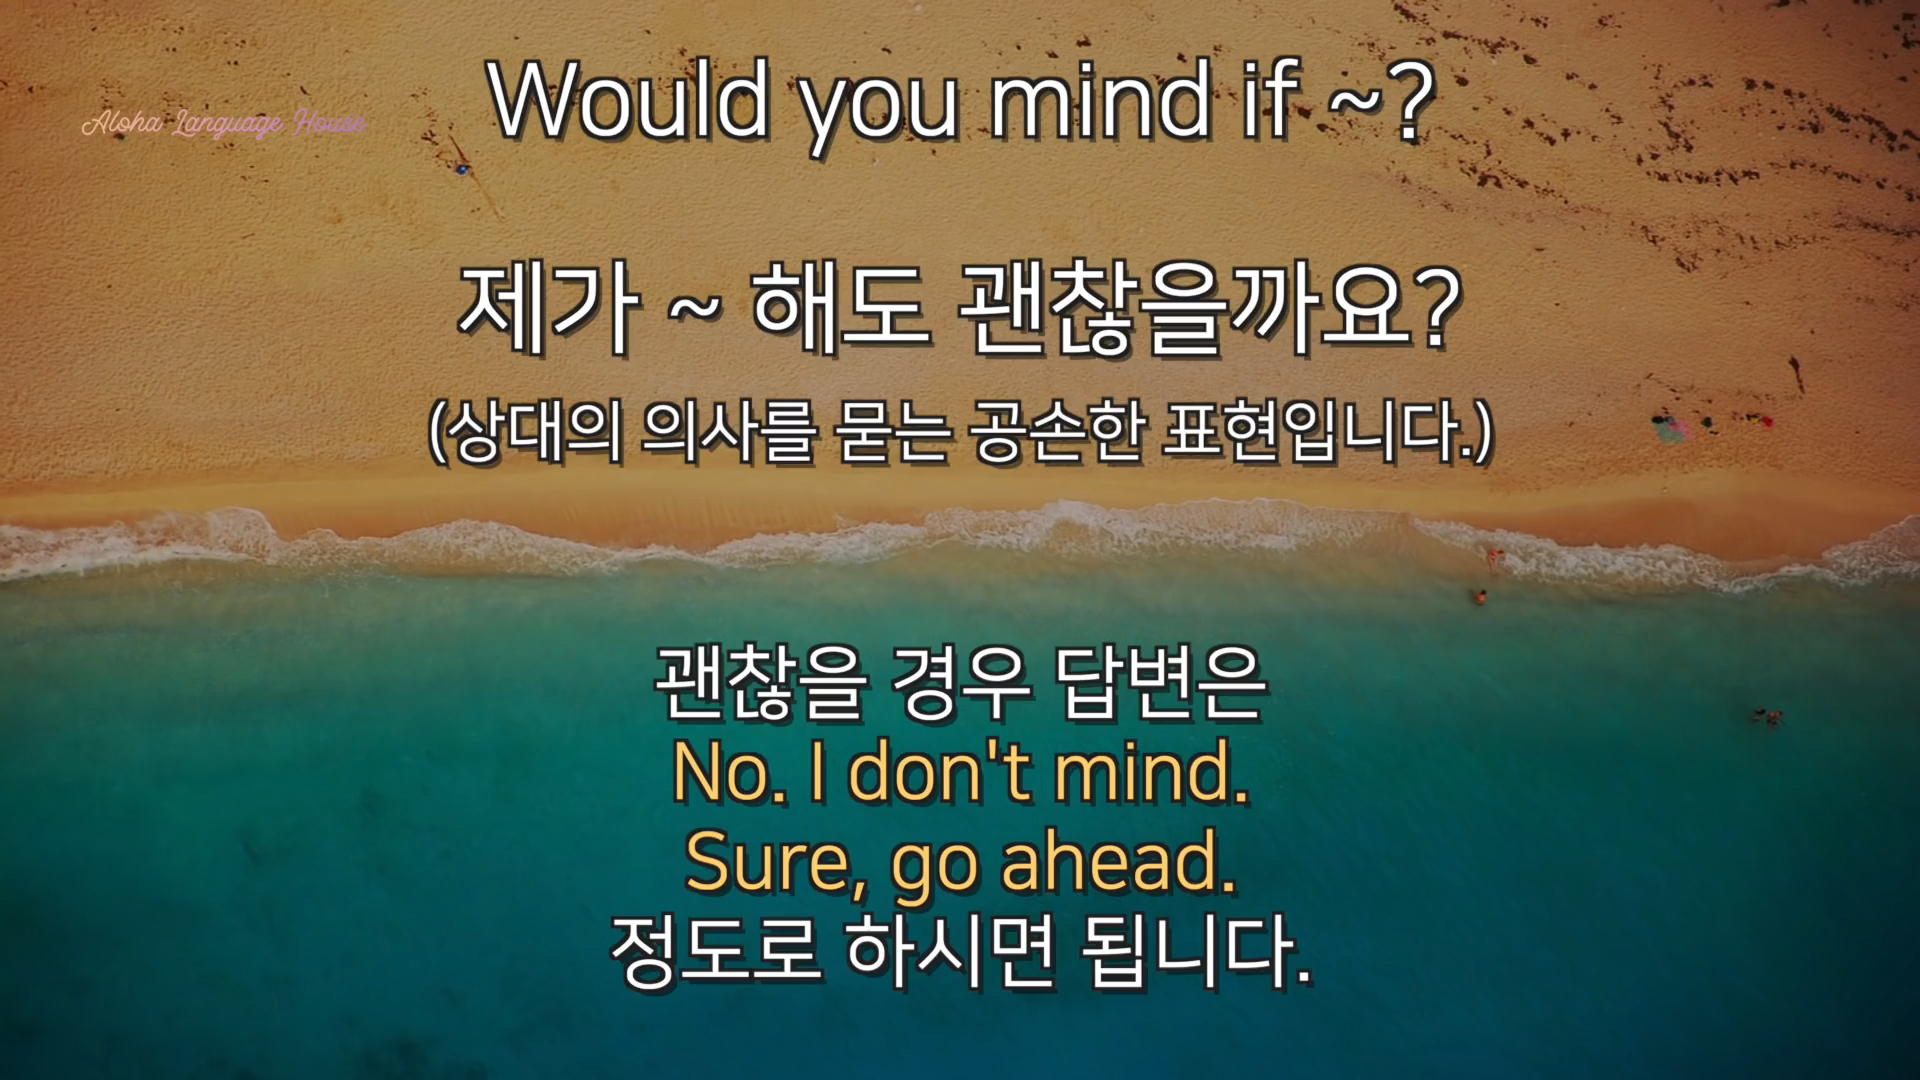 Would you mind if ~?
Aloha Language House
제가 ~ 해도 괜찮을까요?
(상대의 의사를 묻는 공손한 표현입니다.)
괜찮을 경우 답변은
No. I don't mind.
Sure, go ahead.
정도로 하시면 됩니다.